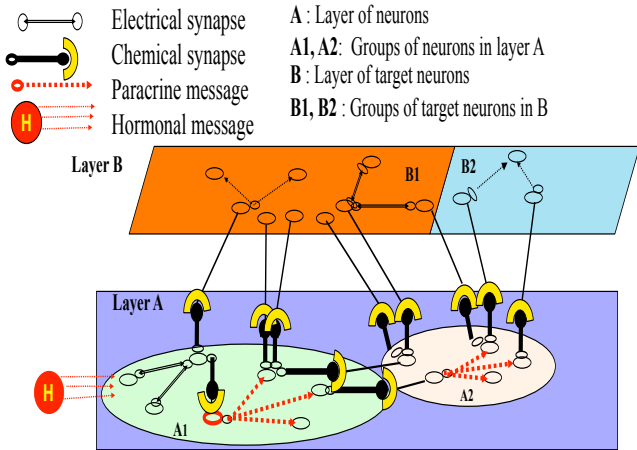 Electrical synapse
Chemical synapse
Paracrine message
H
Hormonal message
A : Layer of neurons
A1, A2: Groups of neurons in layer A
B : Layer of target neurons
B1, B2 : Groups of target neurons in B
Layer B
B1
B2
Layer A
H
A1
A2